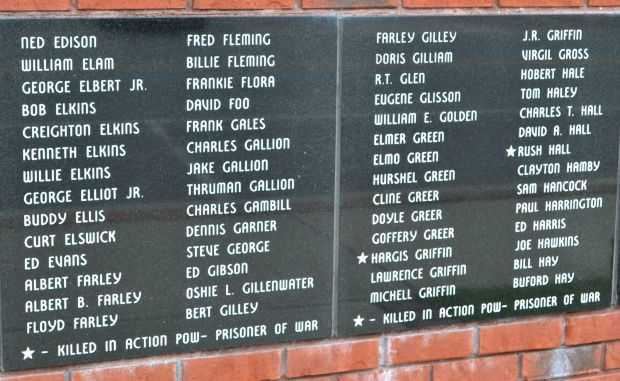 NED EDISON
WILLIAM ELAM
GEORGE ELBERT JR.
BOB ELKINS
CREIGHTON ELKINS
KENNETH ELKINS
WILLIE ELKINS
GEORGE ELLIOT JR.
BUDDY ELLIS
CURT ELSWICK
ED EVANS
ALBERT FARLEY
ALBERT B. FARLEY
FLOYD FARLEY
FRED FLEMING
BILLIE FLEMING
FRANKIE FLORA
DAVID FOO
FRANK GALES
CHARLES GALLION
JAKE GALLION
THRUMAN GALLION
CHARLES GAMBILL
DENNIS GARNER
STEVE GEORGE
ED GIBSON
OSHIE L. GILLENWATER
BERT GILLEY
★ - KILLED IN ACTION POW- PRISONER OF WAR
FARLEY GILLEY
DORIS GILLIAM
R.T. GLEN
EUGENE GLISSON
WILLIAM E. GOLDEN
ELMER GREEN
ELMO GREEN
HURSHEL GREEN
CLINE GREER
DOYLE GREER
GOFFERY GREER
★HARGIS GRIFFIN
LAWRENCE GRIFFIN
MICHELL GRIFFIN
J.R. GRIFFIN
VIRGIL GROSS
HOBERT HALE
TOM HALEY
CHARLES T. HALL
DAVID A. HALL
★RUSH HALL
CLAYTON HAMBY
SAM HANCOCK
PAUL HARRINGTON
ED HARRIS
JOE HAWKINS
BILL HAY
BUFORD HAY
★ - KILLED IN ACTION POW- PRISONER OF WAR